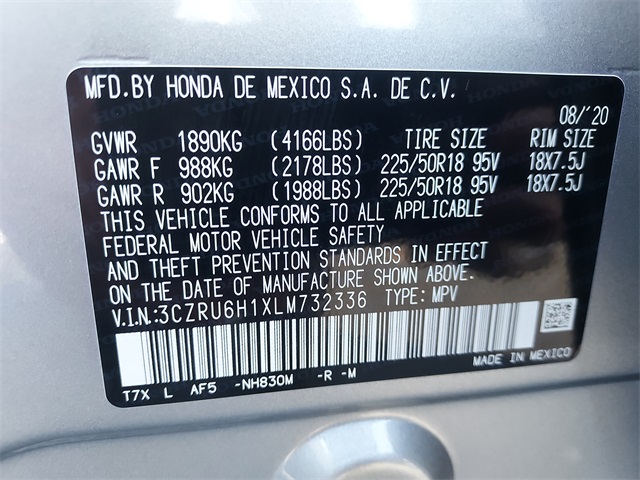 MFD.BY HONDA DE MEXICO S.A. DE C.V.
08/'20
GVWR 1890KG (4166LBS) TIRE SIZE RIM SIZE
GAWR F 988KG (2178LBS) 225/50R18 95V 18X7.5J
GAWR R 902KG (1988LBS) 225/50R18 95V 18X7.5J
THIS VEHICLE CONFORMS TO ALL APPLICABLE
FEDERAL MOTOR VEHICLE SAFETY
AND THEFT PREVENTION STANDARDS IN EFFECT
ON THE DATE OF MANUFACTURE SHOWN ABOVE.
V.I.N.:3CZRU6H1XLM732336 TYPE: MPV
MADE IN MEXICO
T7X L AF5 -NH830M -R -M